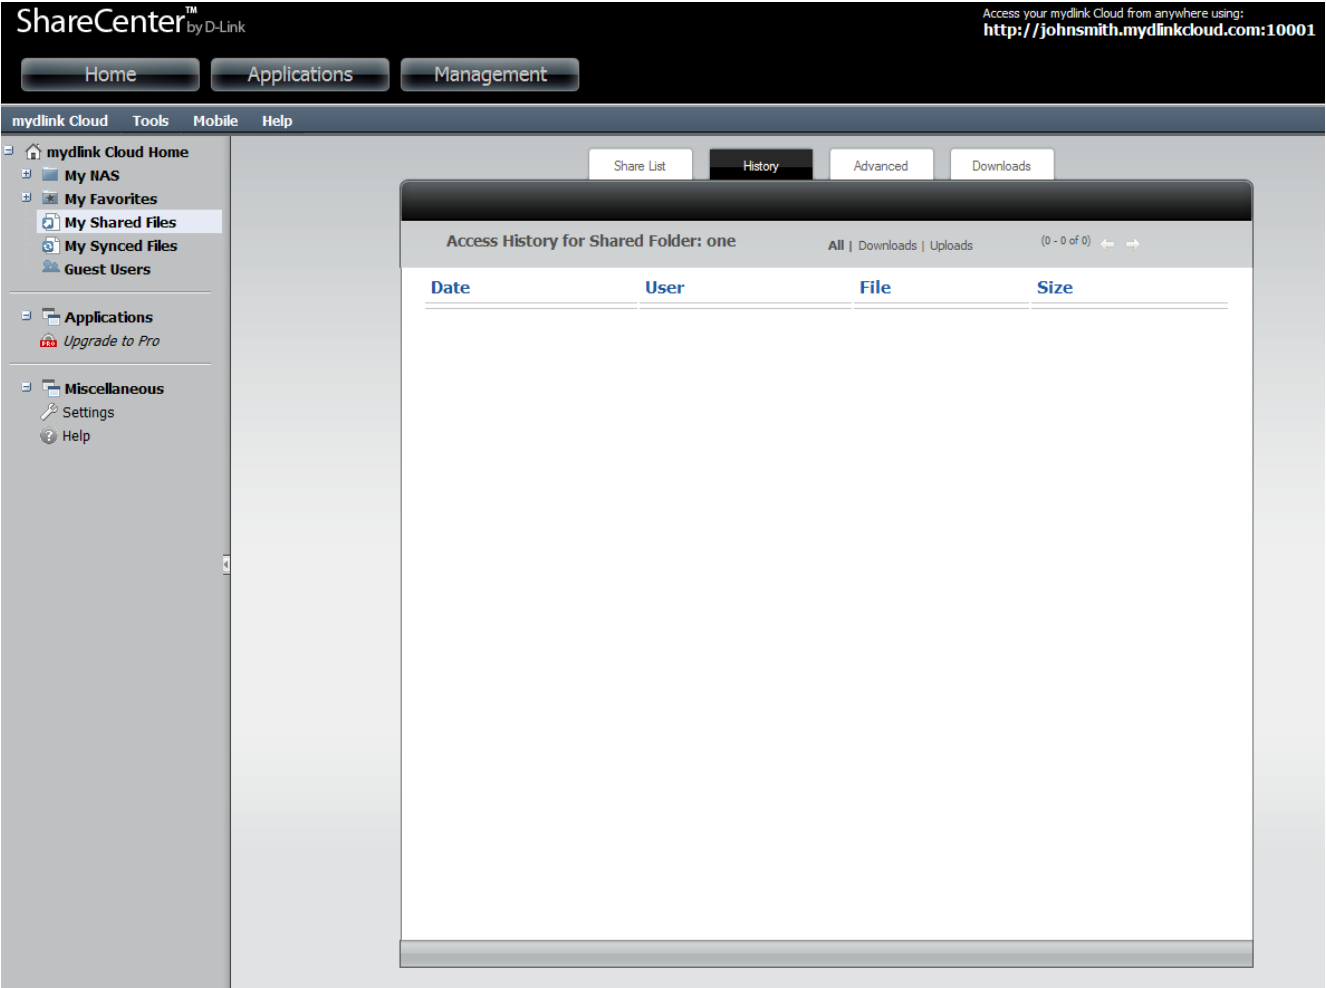 ShareCenter™ by D-Link
Access your mydlink Cloud from anywhere using:
http://johnsmith.mydlinkcloud.com:10001
Home Applications Management
mydlink Cloud Tools Mobile Help
mydlink Cloud Home
My NAS
My Favorites
My Shared Files
My Synced Files
Guest Users
Applications
PRO Upgrade to Pro
Miscellaneous
Settings
? Help
Share List History Advanced Downloads
Access History for Shared Folder: one All | Downloads | Uploads (0 - 0 of 0)
Date User File Size